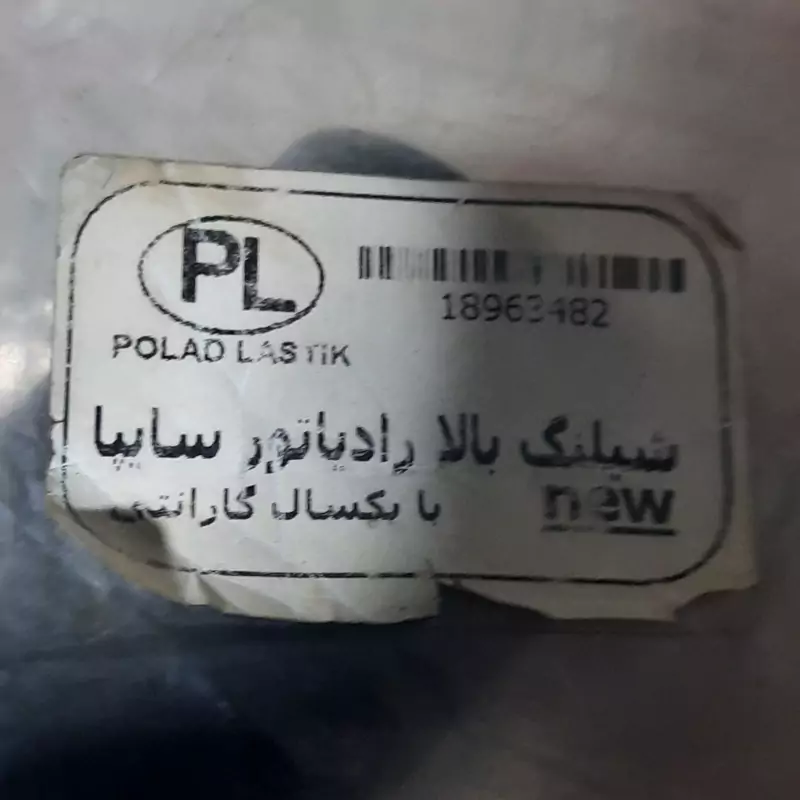 PL
18963482
POLAD LASTIK
شیلنگ بالا رادیاتور سایپا
با یکسال گارانتی
new